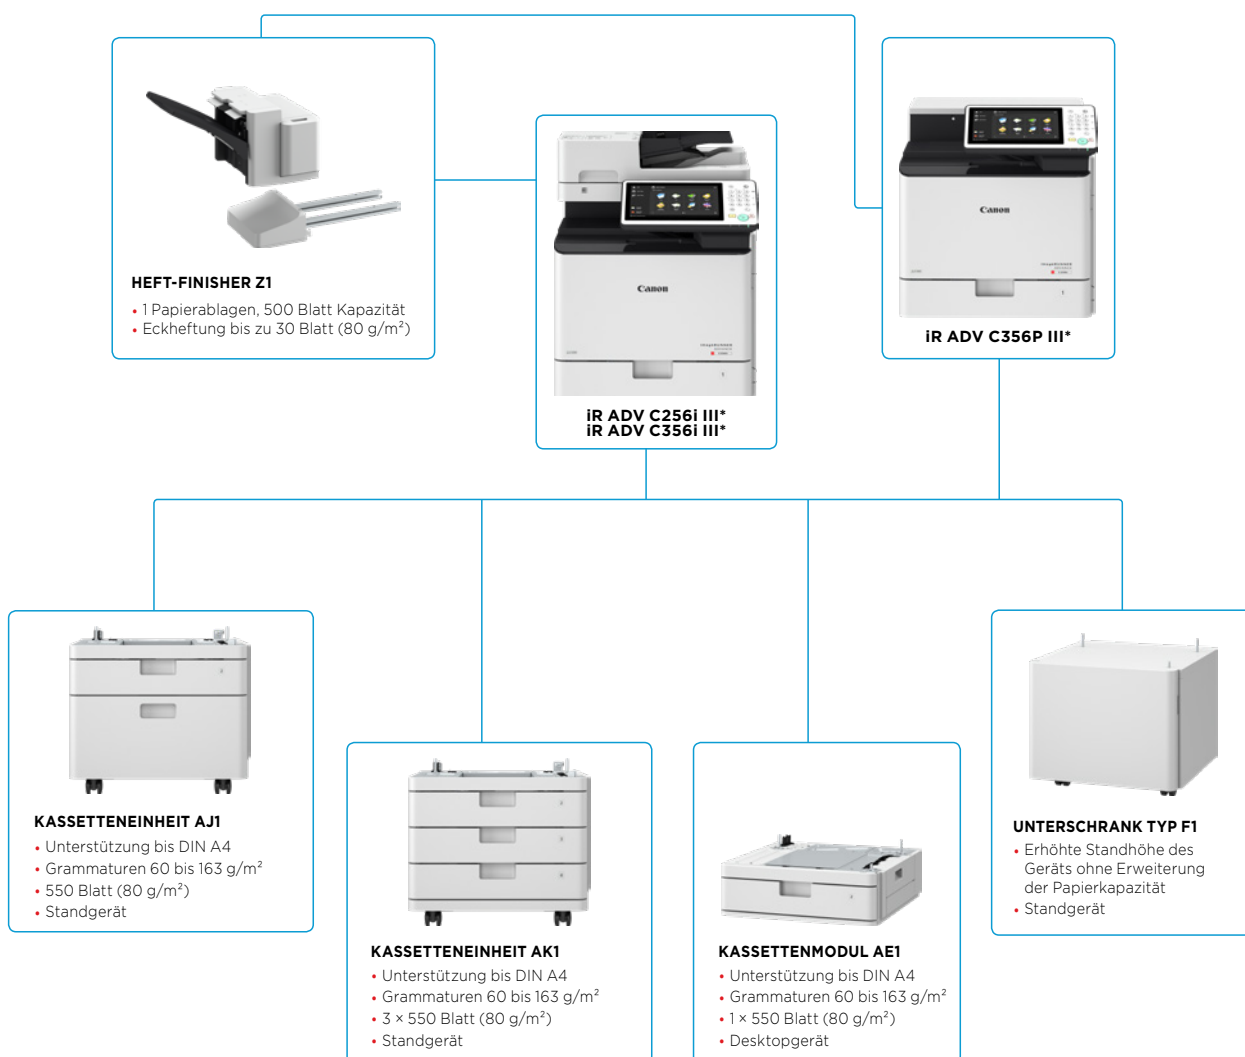 HEFT-FINISHER Z1
• 1 Papierablagen, 500 Blatt Kapazität
• Eckheftung bis zu 30 Blatt (80 g/m²)
Canon
1
iR ADV C256i III*
iR ADV C356i III*
Canon
1
iR ADV C356P III*
KASSETTENEINHEIT AJ1
• Unterstützung bis DIN A4
• Grammaturen 60 bis 163 g/m²
• 550 Blatt (80 g/m²)
• Standgerät
KASSETTENEINHEIT AK1
• Unterstützung bis DIN A4
• Grammaturen 60 bis 163 g/m²
• 3 × 550 Blatt (80 g/m²)
• Standgerät
KASSETTENMODUL AE1
• Unterstützung bis DIN A4
• Grammaturen 60 bis 163 g/m²
• 1 × 550 Blatt (80 g/m²)
• Desktopgerät
UNTERSCHRANK TYP F1
• Erhöhte Standhöhe des
Geräts ohne Erweiterung
der Papierkapazität
• Standgerät